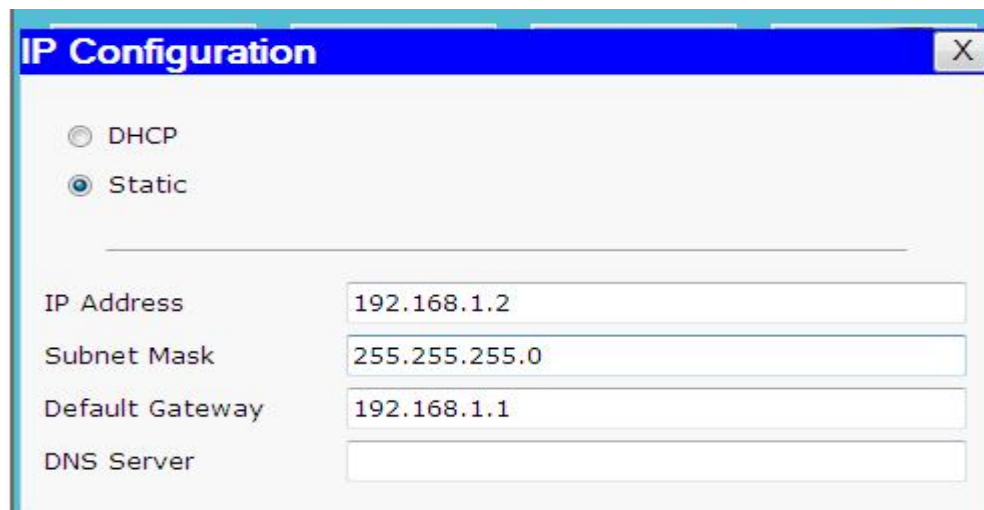 IP Configuration
X
DHCP
Static
IP Address 192.168.1.2
Subnet Mask 255.255.255.0
Default Gateway 192.168.1.1
DNS Server